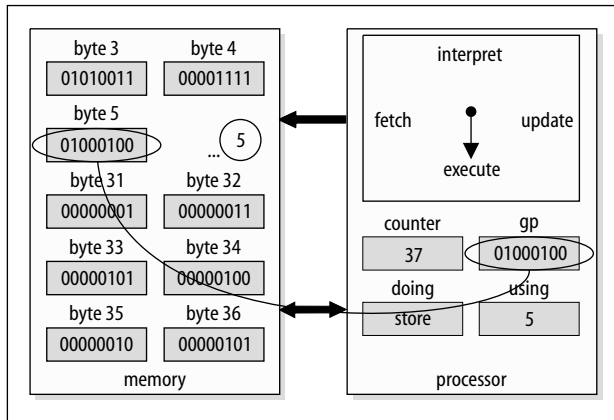 byte 3 byte 4
01010011 00001111
byte 5
01000100
... 5
byte 31 byte 32
00000001 00000011
byte 33 byte 34
00000101 00000100
byte 35 byte 36
00000010 00000101
memory
interpret
fetch update
execute
counter gp
37 01000100
doing using
store 5
processor